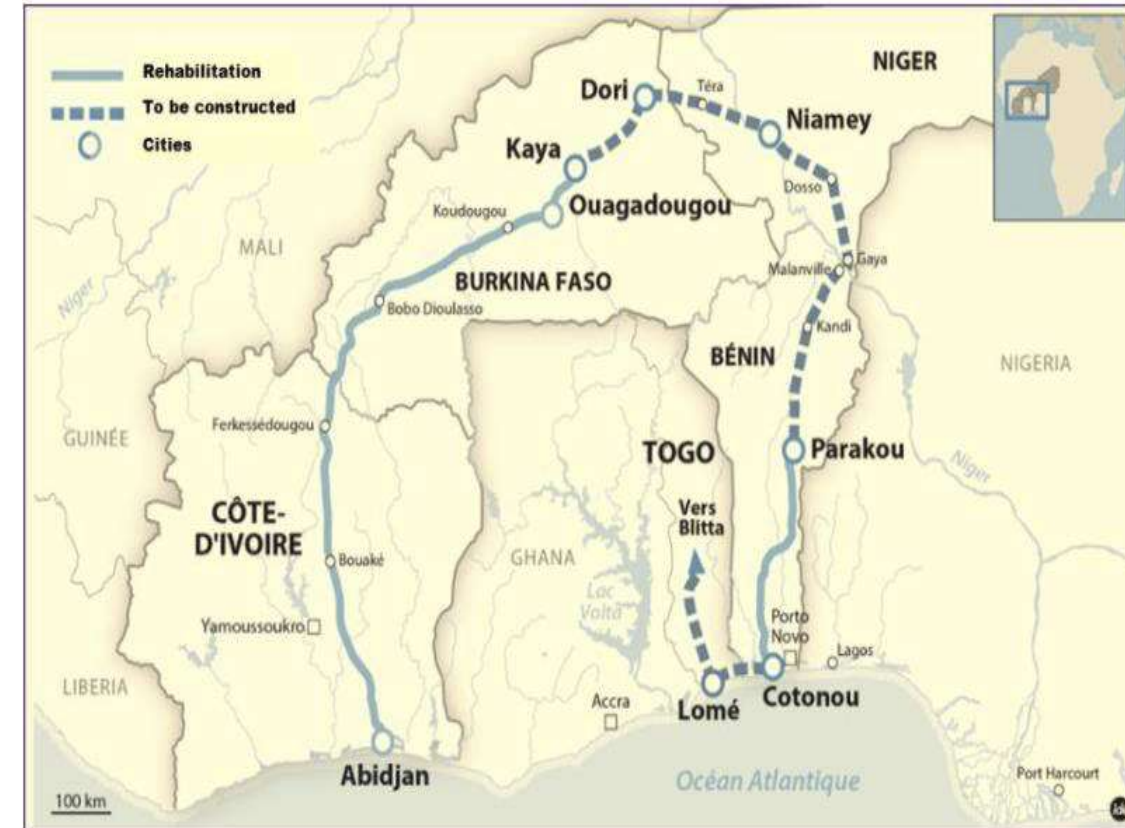 Rehabilitation
To be constructed
Cities
NIGER
Dori
Téra
Niamey
Kaya
Dosso
Ouagadougou
Koudougou
MALI
Niger
Gaya
Malanville
BURKINA FASO
Bobo Dioulasso
Kandi
BÉNIN
NIGERIA
Ferkessédougou
GUINÉE
TOGO
Parakou
Niger
CÔTE-
D'IVOIRE
Vers
Blitta
Bouaké
GHANA
Lac
Volta
Yamoussokro
Porto
Novo
Lagos
LIBERIA
Accra
Lomé
Cotonou
Abidjan
Océan Atlantique
Port Harcourt
100 km